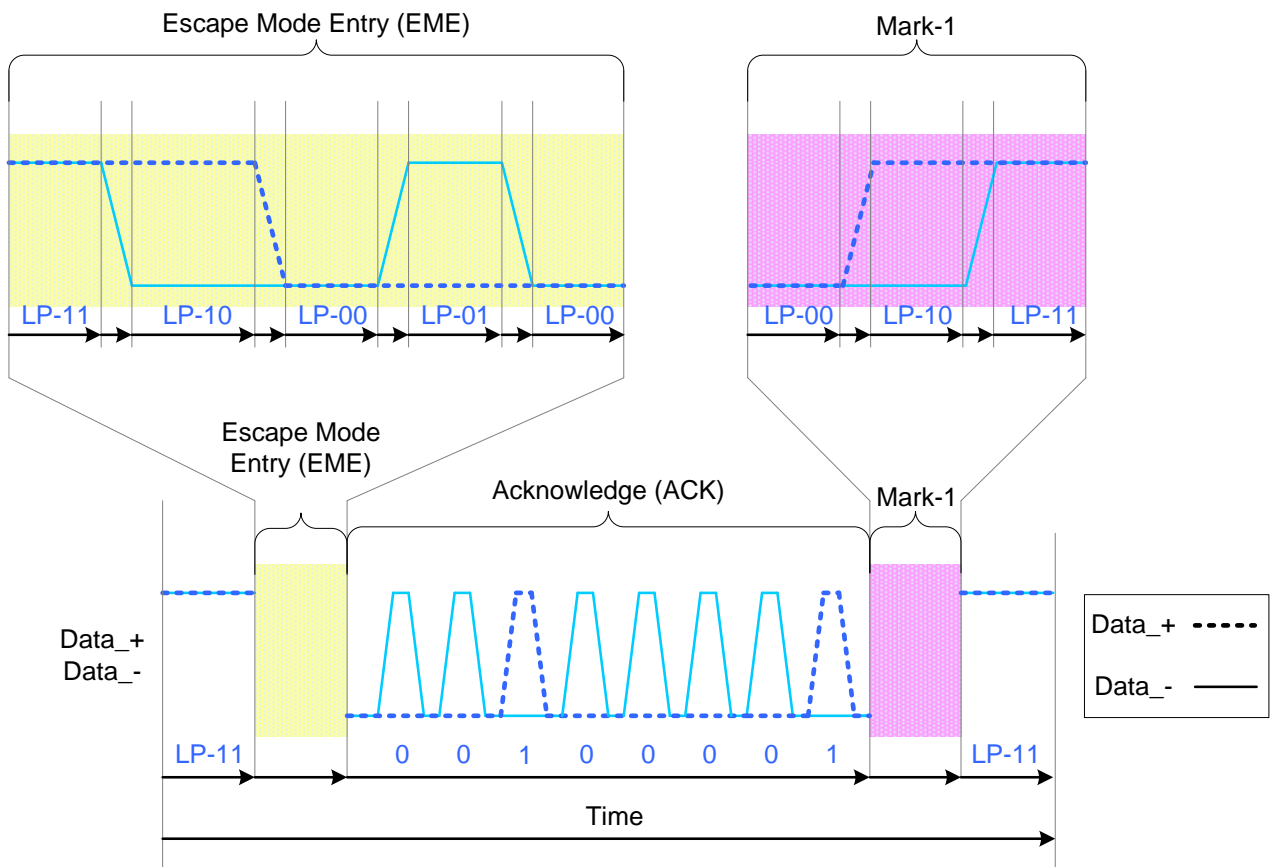 Escape Mode Entry (EME)
Mark-1
LP-11 LP-10 LP-00 LP-01 LP-00
LP-00 LP-10 LP-11
Escape Mode
Entry (EME)
Acknowledge (ACK)
Mark-1
Data_+
Data_-
LP-11 0 0 1 0 0 0 0 1 LP-11
Time
Data_+
Data_-